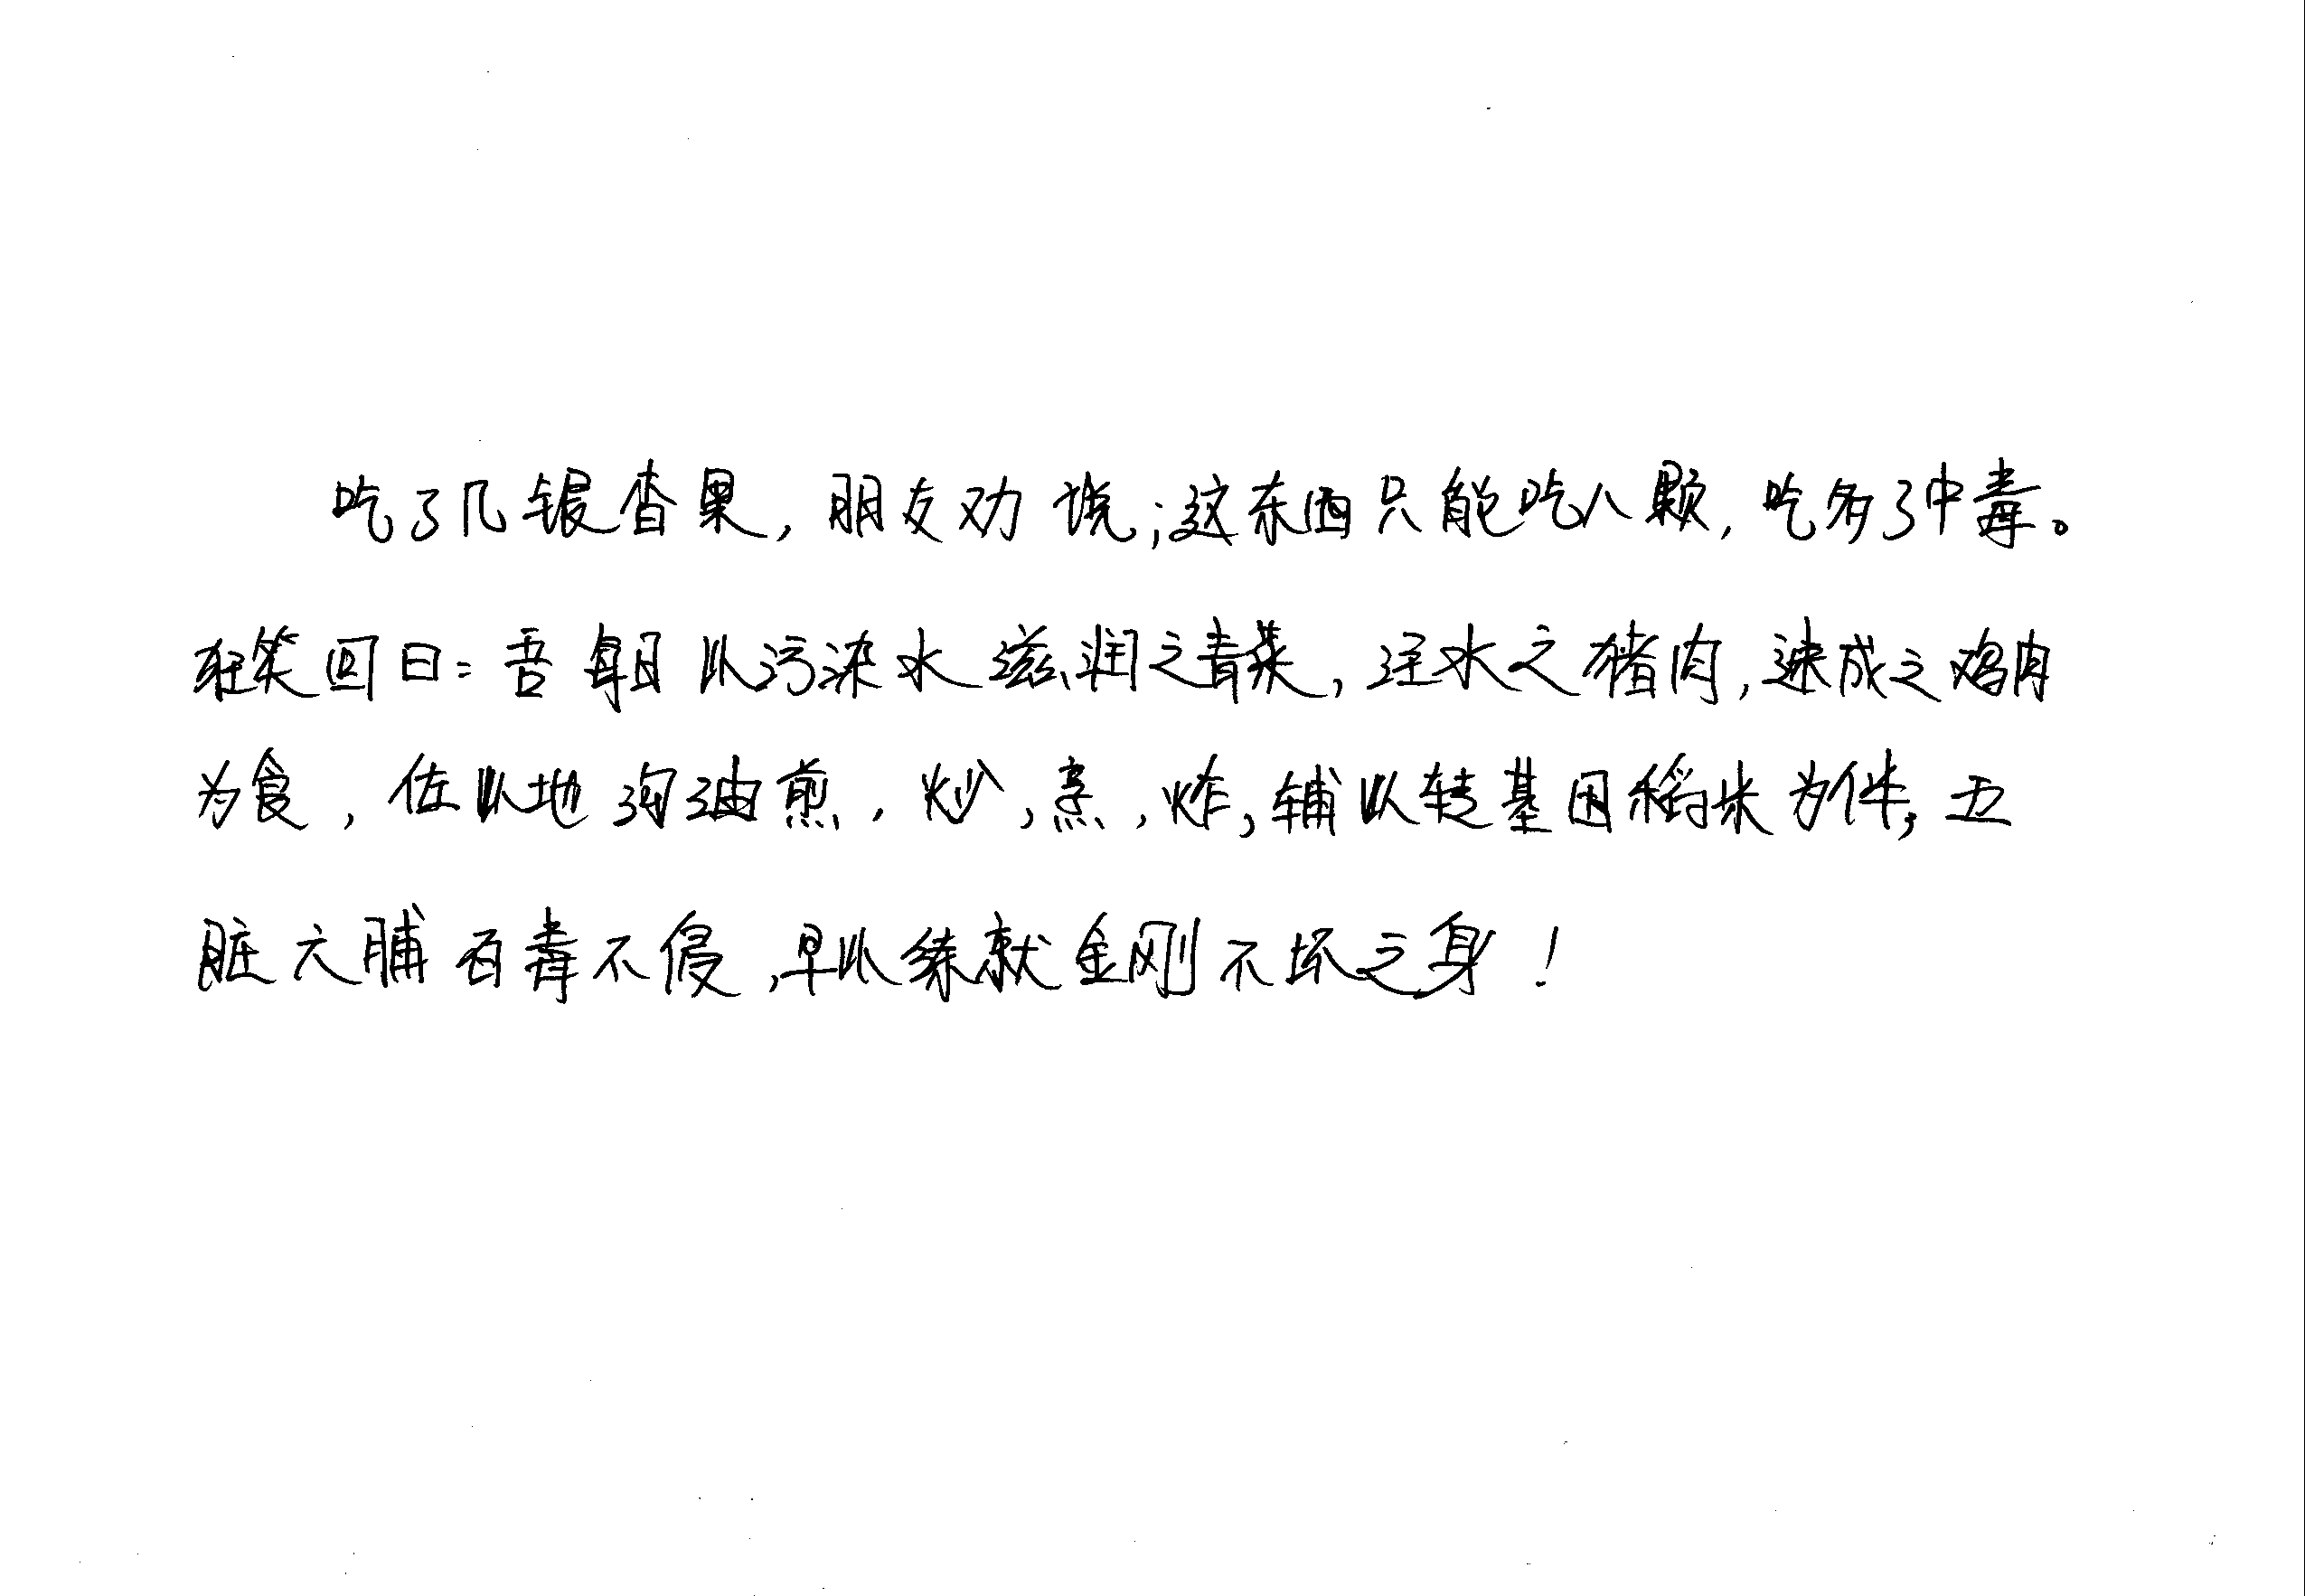 吃了几银杏果，朋友劝说；这东西只能吃八颗，吃多了中毒。
狂笑回曰：吾每日以污染水滋润之青菜，注水之猪肉，速成之鸡肉
为食，佐以地沟油煎，炒，烹，炸，辅以转基因稻米为伴，五
脏六脯百毒不侵，早以练就金刚不坏之身！